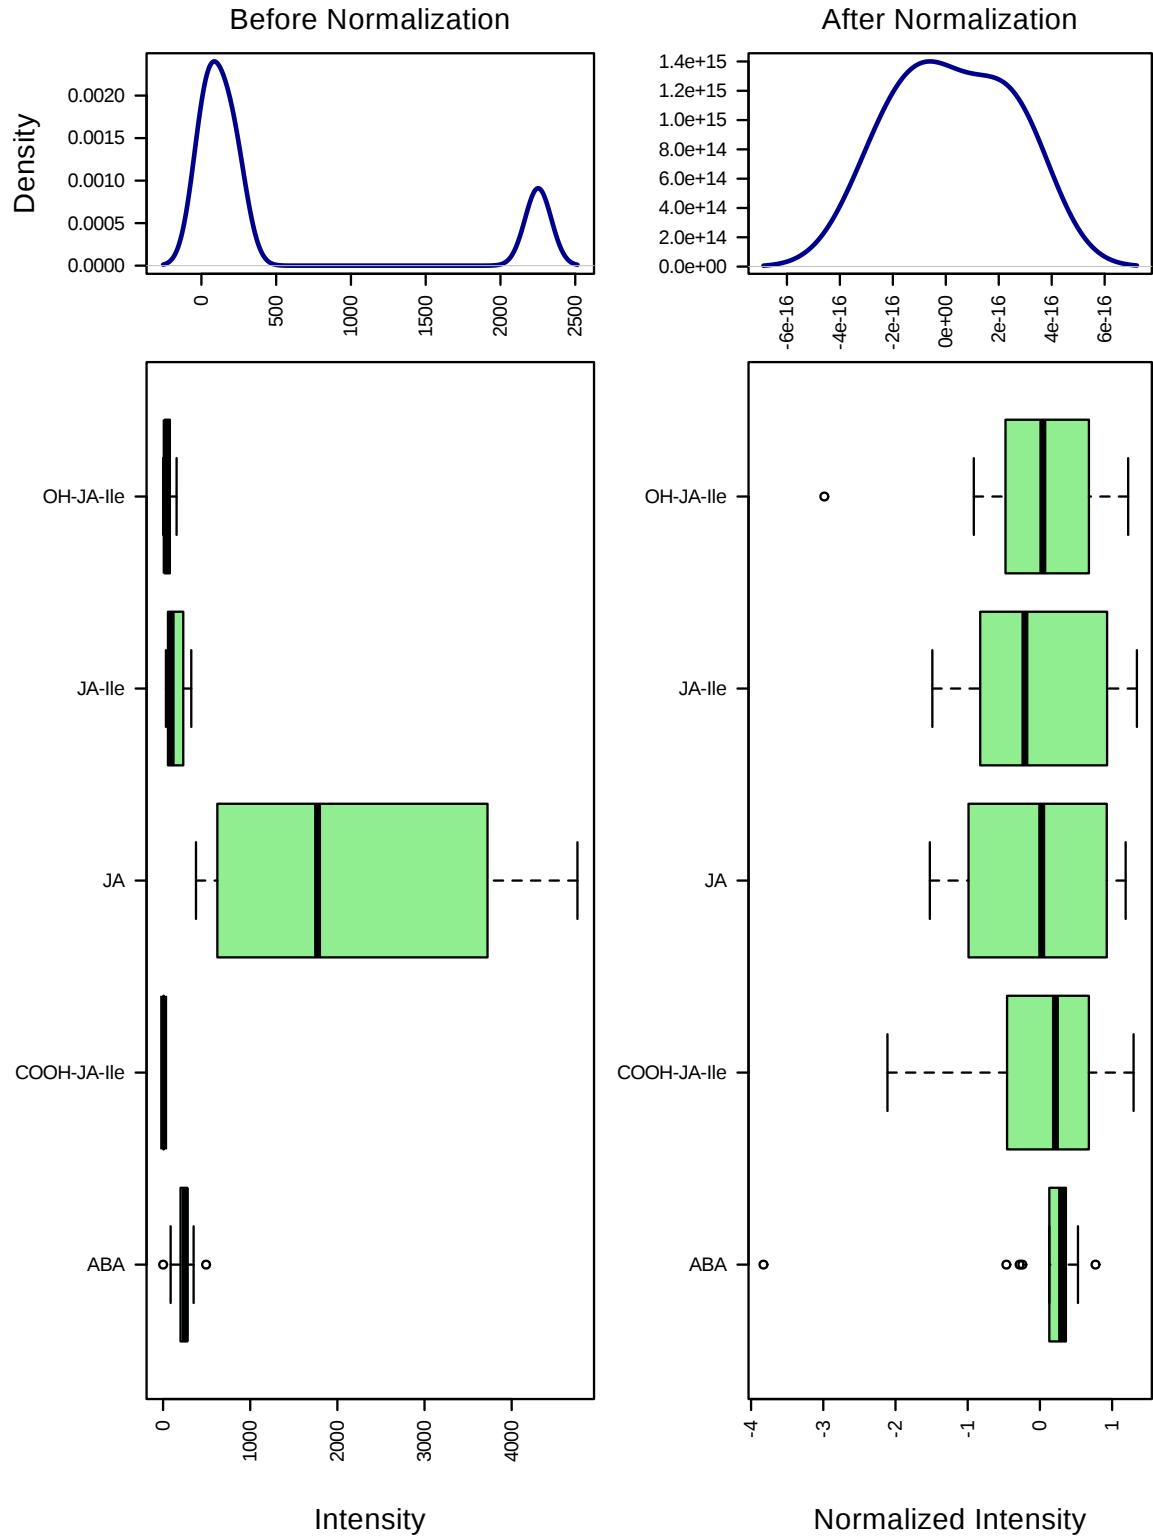 Before Normalization
After Normalization
Density
0.0020
0.0015
0.0010
0.0005
0.0000
0
500
1000
1500
2000
2500
1.4e+15
1.2e+15
1.0e+15
8.0e+14
6.0e+14
4.0e+14
2.0e+14
0.0e+00
-6e-16
-4e-16
-2e-16
0e+00
2e-16
4e-16
6e-16
OH-JA-Ile
JA-Ile
JA
COOH-JA-Ile
ABA
0
1000
2000
3000
4000
Intensity
OH-JA-Ile
JA-Ile
JA
COOH-JA-Ile
ABA
-4
-3
-2
-1
0
1
Normalized Intensity